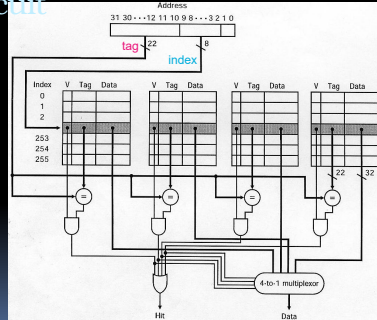 cuit
Address
31 30 ··· 12 11 10 9 8 ··· 3 2 1 0
tag 22 8
index
Index V Tag Data V Tag Data V Tag Data V Tag Data
0
1
2
253
254
255
22 32
= = = =
4-to-1 multiplexor
Hit Data